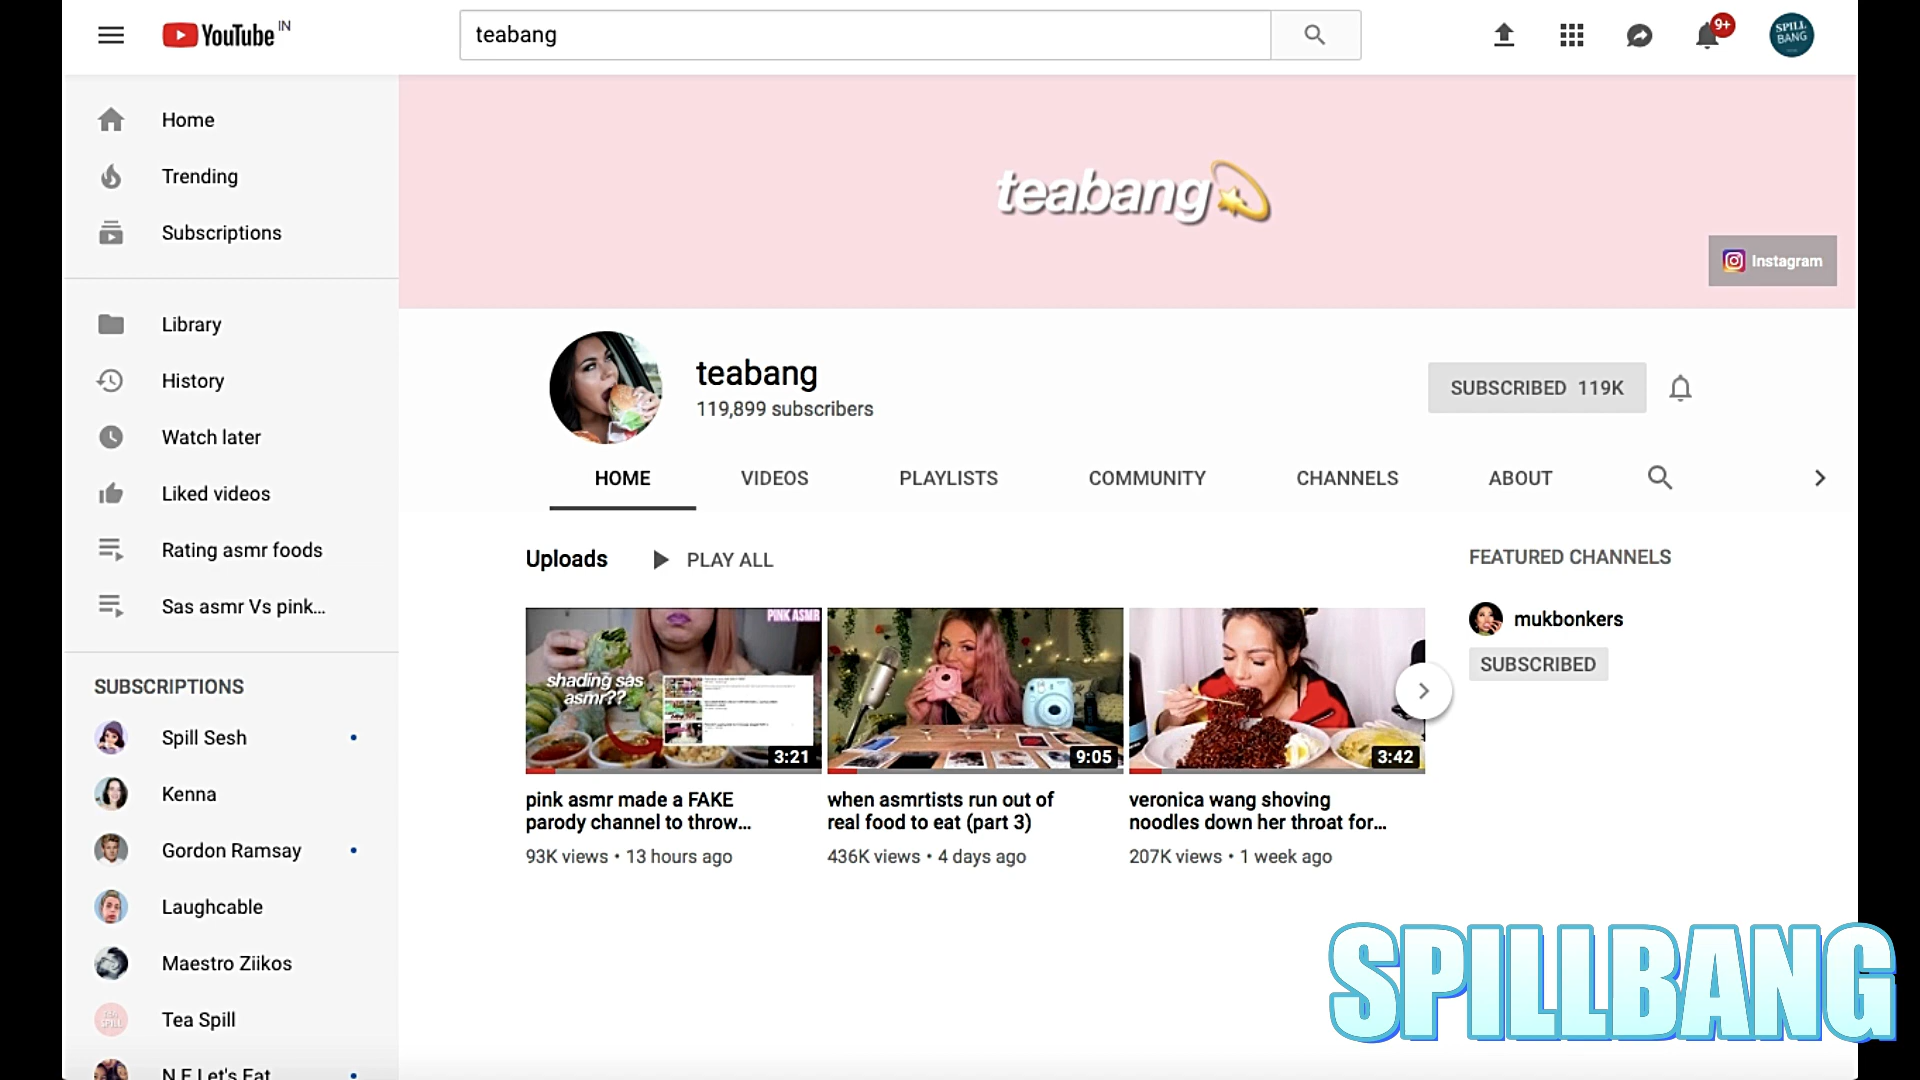 YouTube IN
teabang
9+
SPILL
BANG
Home
Trending
Subscriptions
Library
History
Watch later
Liked videos
Rating asmr foods
Sas asmr Vs pink...
SUBSCRIPTIONS
Spill Sesh
Kenna
Gordon Ramsay
Laughcable
Maestro Ziikos
Tea Spill
N.E Let's Eat
teabang
Instagram
teabang
119,899 subscribers
SUBSCRIBED 119K
HOME
VIDEOS
PLAYLISTS
COMMUNITY
CHANNELS
ABOUT
Uploads
PLAY ALL
PINK ASMR
shading sas
asmr??
3:21
pink asmr made a FAKE
parody channel to throw...
93K views • 13 hours ago
9:05
when asmrtists run out of
real food to eat (part 3)
436K views • 4 days ago
3:42
veronica wang shoving
noodles down her throat for...
207K views • 1 week ago
FEATURED CHANNELS
mukbonkers
SUBSCRIBED
SPILLBANG